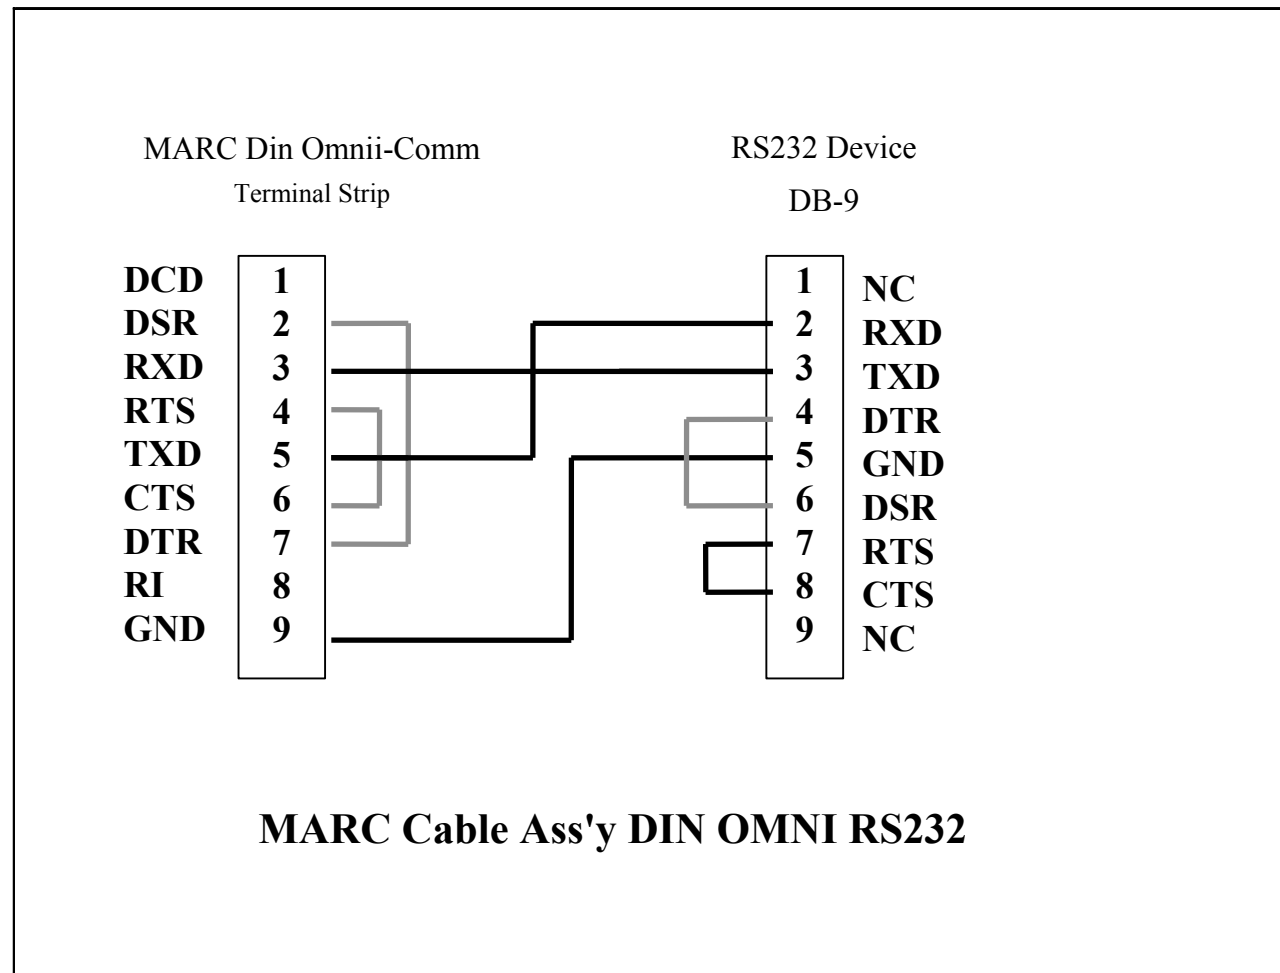 MARC Din Omnii-Comm
Terminal Strip
RS232 Device
DB-9
DCD 1
DSR 2
RXD 3
RTS 4
TXD 5
CTS 6
DTR 7
RI 8
GND 9
1 NC
2 RXD
3 TXD
4 DTR
5 GND
6 DSR
7 RTS
8 CTS
9 NC
MARC Cable Ass'y DIN OMNI RS232